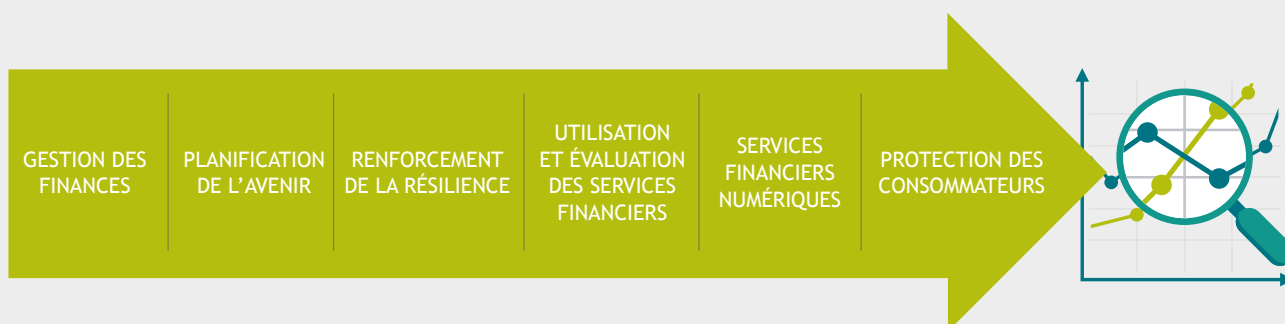 GESTION DES
FINANCES
PLANIFICATION
DE L’AVENIR
RENFORCEMENT
DE LA RÉSILIENCE
UTILISATION
ET ÉVALUATION
DES SERVICES
FINANCIERS
SERVICES
FINANCIERS
NUMÉRIQUES
PROTECTION DES
CONSOMMATEURS